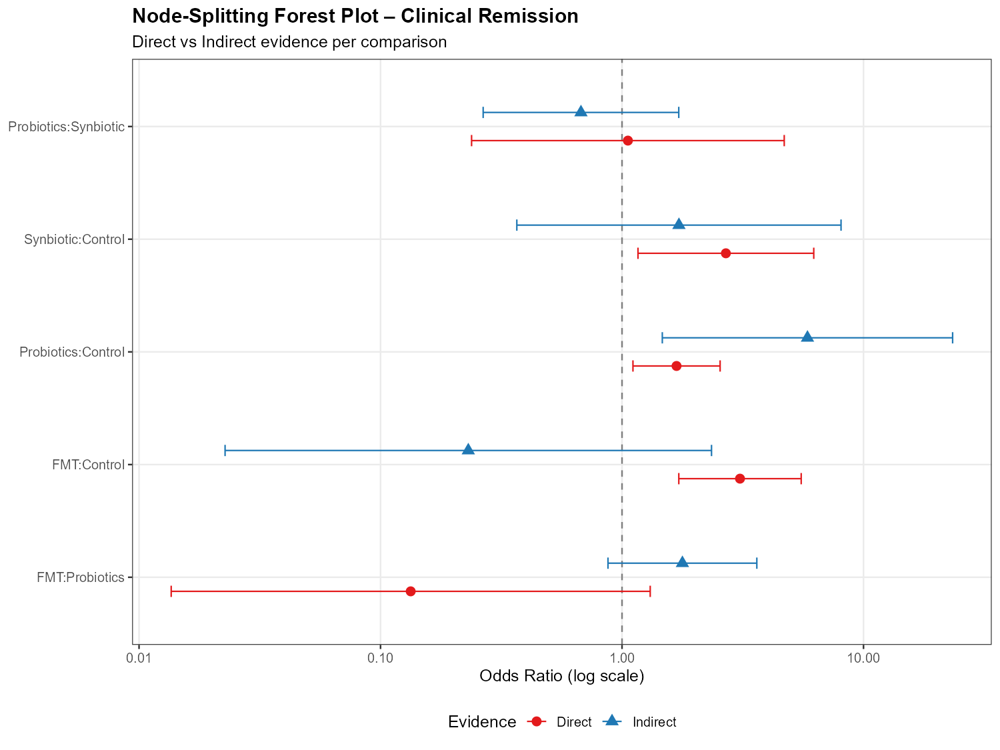 Node-Splitting Forest Plot – Clinical Remission
Direct vs Indirect evidence per comparison
Probiotics:Synbiotic
Synbiotic:Control
Probiotics:Control
FMT:Control
FMT:Probiotics
0.01 0.10 1.00 10.00
Odds Ratio (log scale)
Evidence Direct Indirect